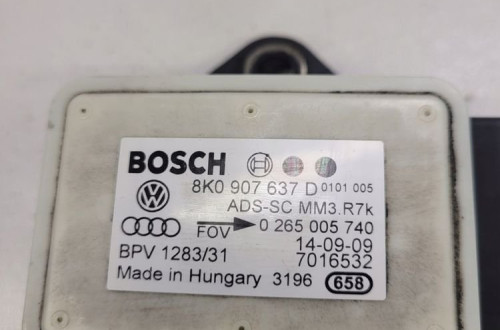 BOSCH
8K0 907 637 D 0101 005
ADS-SC MM3.R7k
FOV 0 265 005 740
BPV 1283/31 14-09-09
7016532
Made in Hungary 3196 658